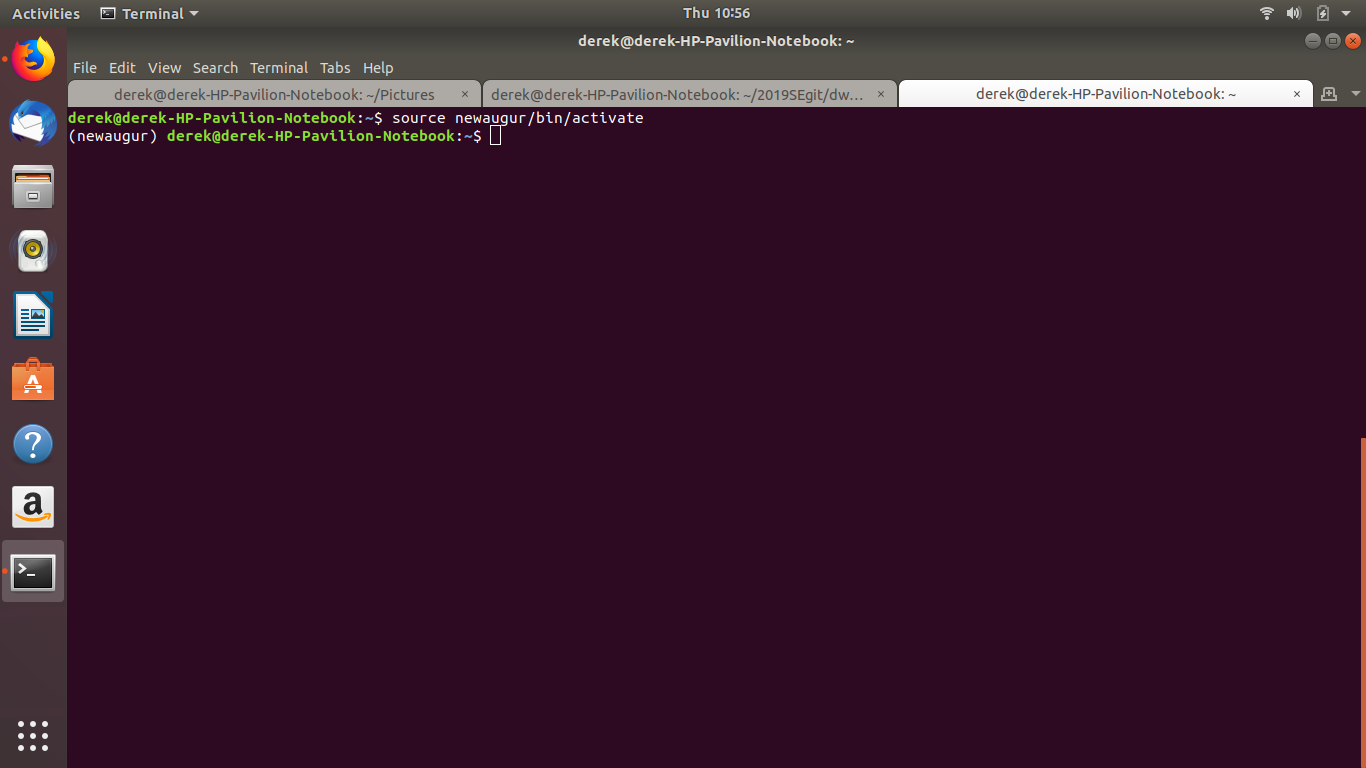 Activities Terminal Thu 10:56
derek@derek-HP-Pavilion-Notebook: ~
File Edit View Search Terminal Tabs Help
derek@derek-HP-Pavilion-Notebook: ~/Pictures × derek@derek-HP-Pavilion-Notebook: ~/2019SEgit/dw… × derek@derek-HP-Pavilion-Notebook: ~ ×
derek@derek-HP-Pavilion-Notebook:~$ source newaugur/bin/activate
(newaugur) derek@derek-HP-Pavilion-Notebook:~$